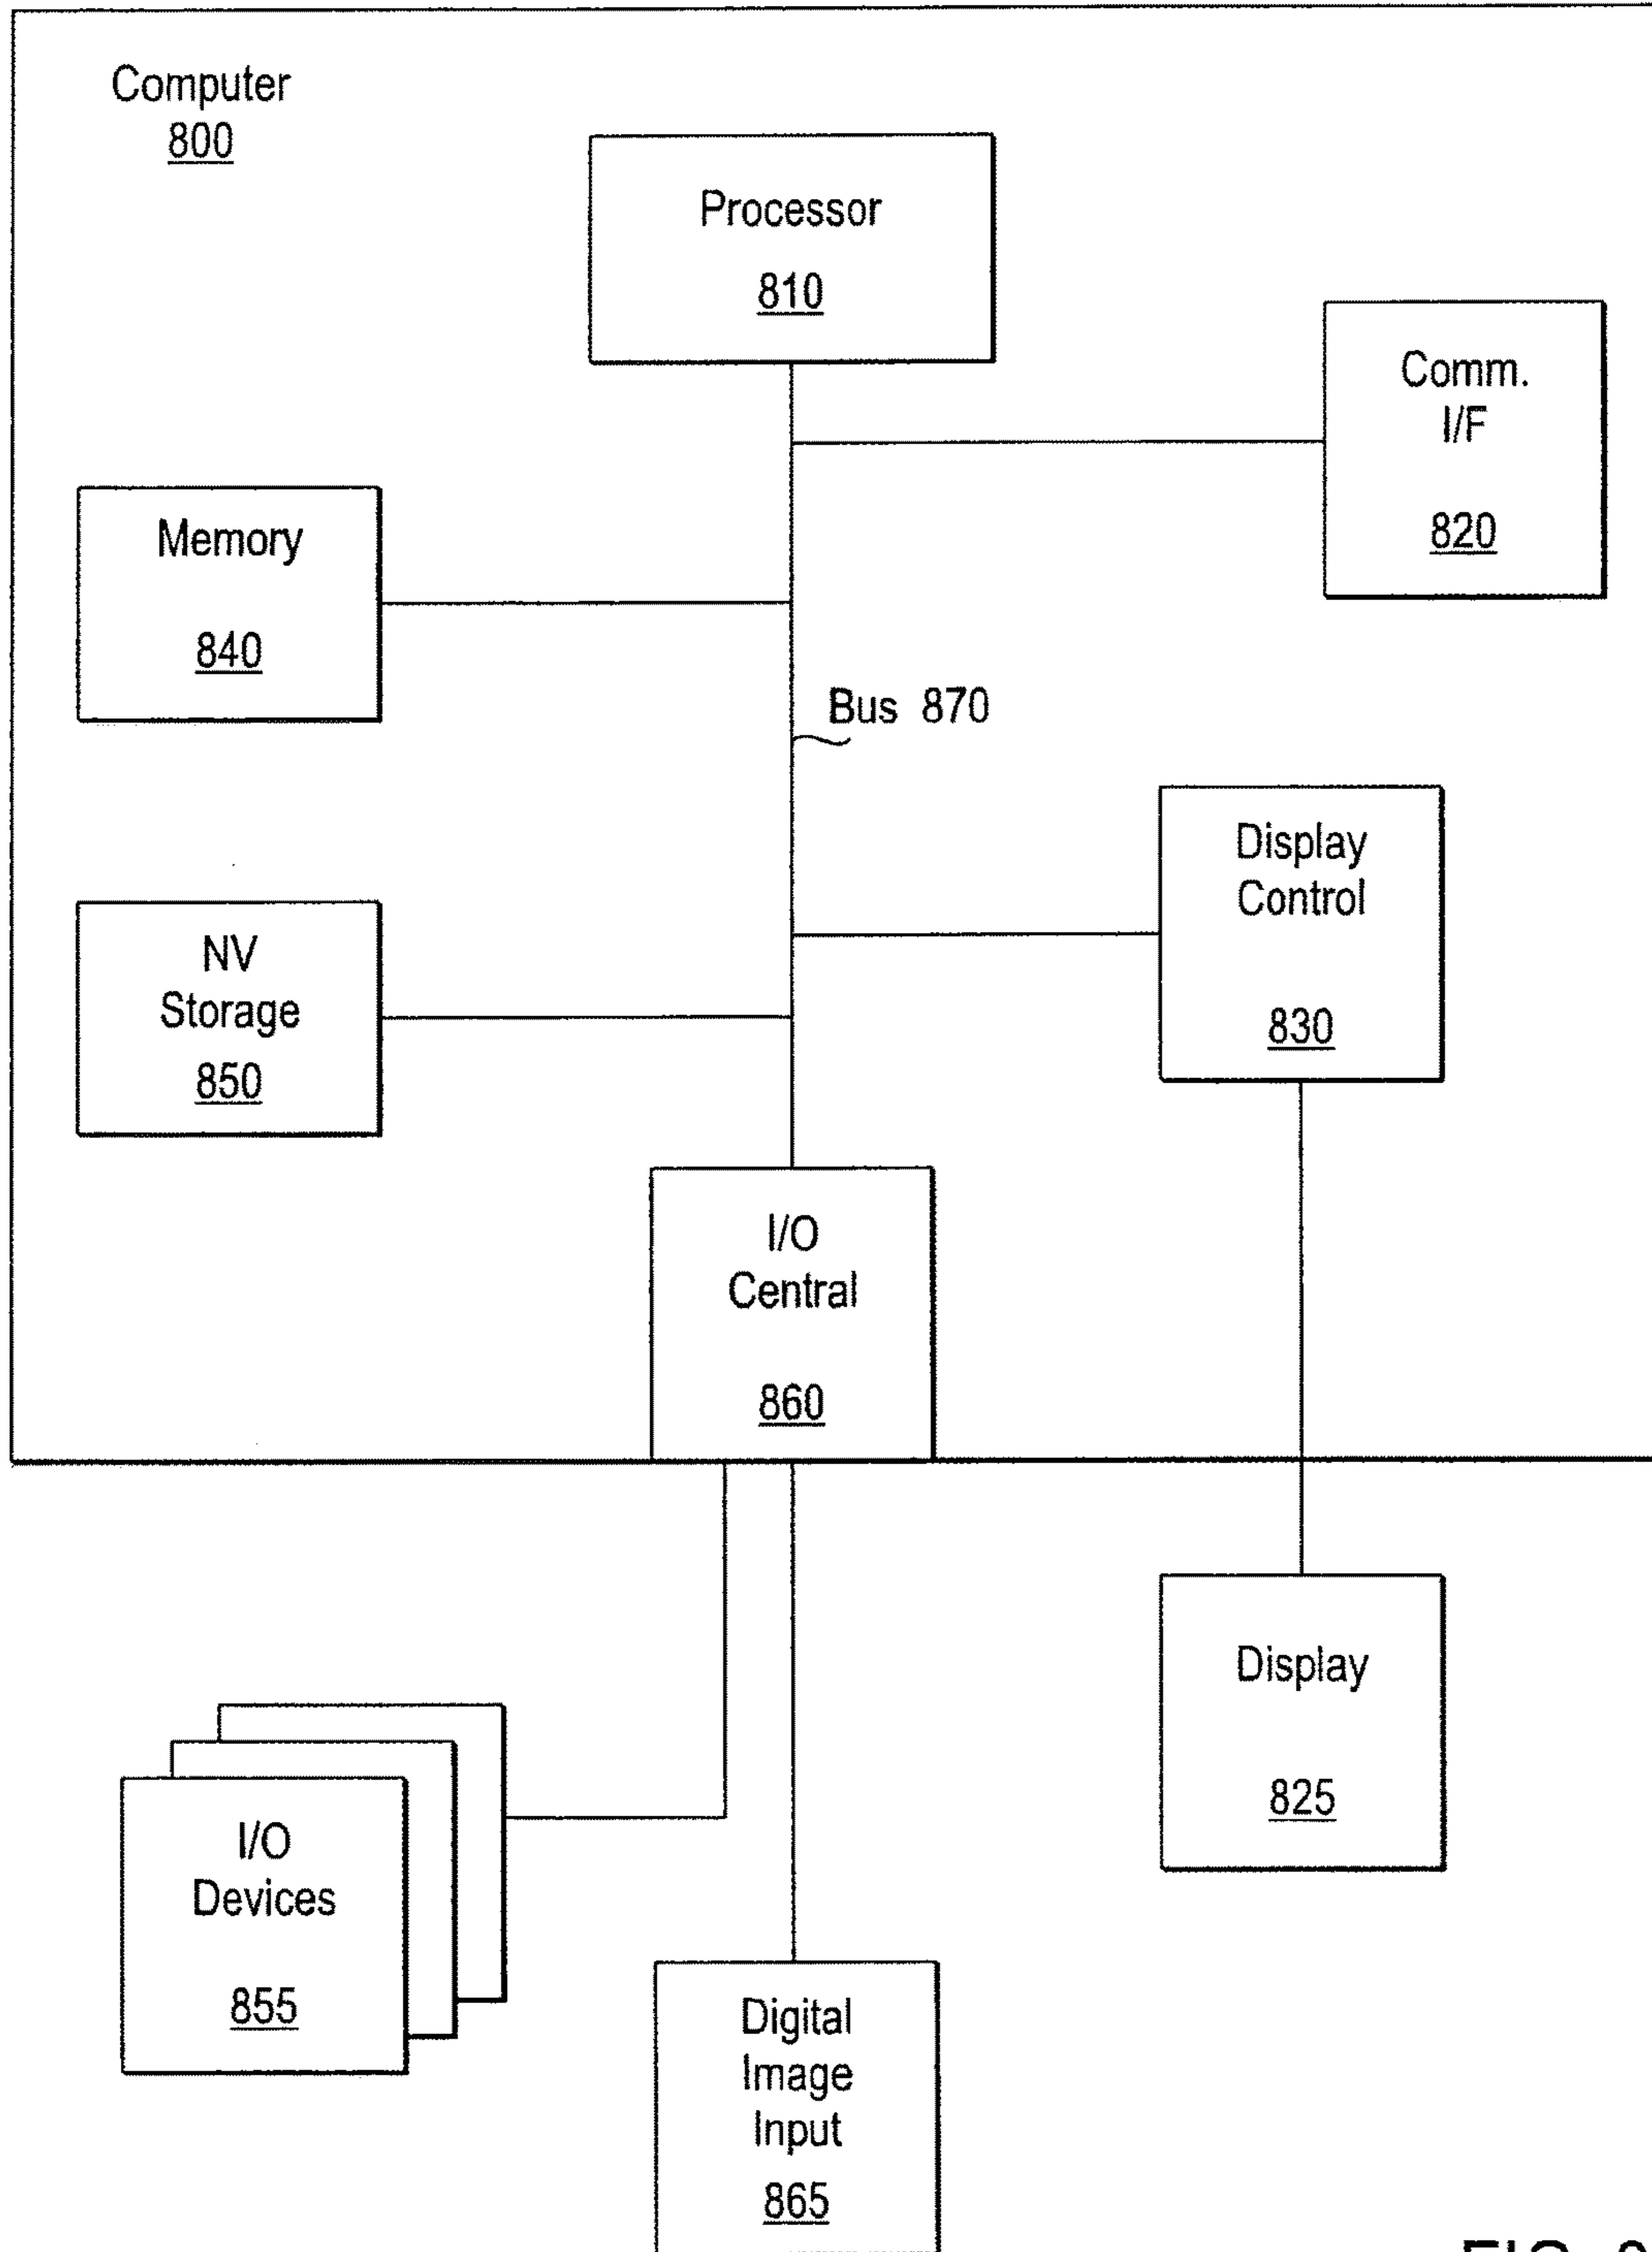 Computer
800
Processor
810
Comm.
I/F
820
Memory
840
Bus 870
Display
Control
830
NV
Storage
850
I/O
Central
860
Display
825
I/O
Devices
855
Digital
Image
Input
865